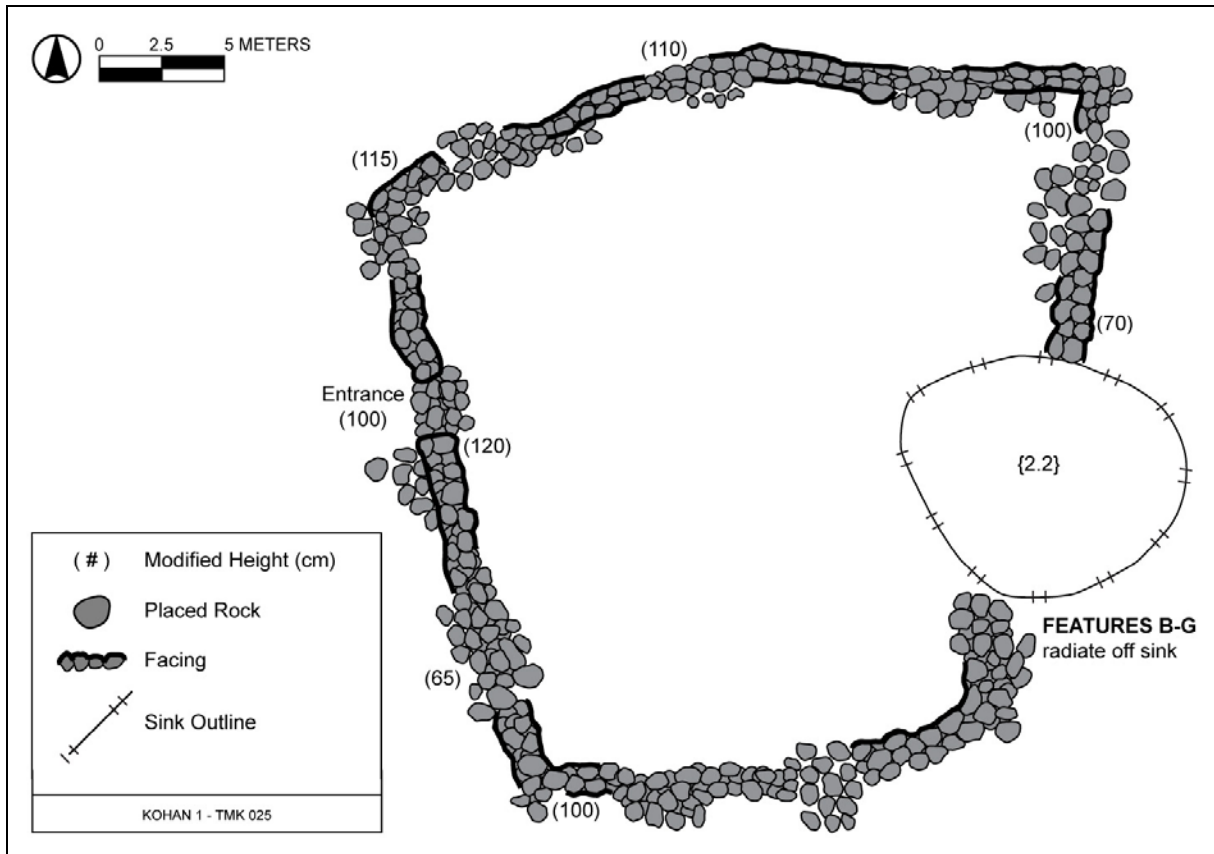 0 2.5 5 METERS
(110)
(100)
(115)
(70)
Entrance
(100)
(120)
{2.2}
FEATURES B-G
radiate off sink
(65)
(100)
( # ) Modified Height (cm)
Placed Rock
Facing
Sink Outline
KOHAN 1 - TMK 025